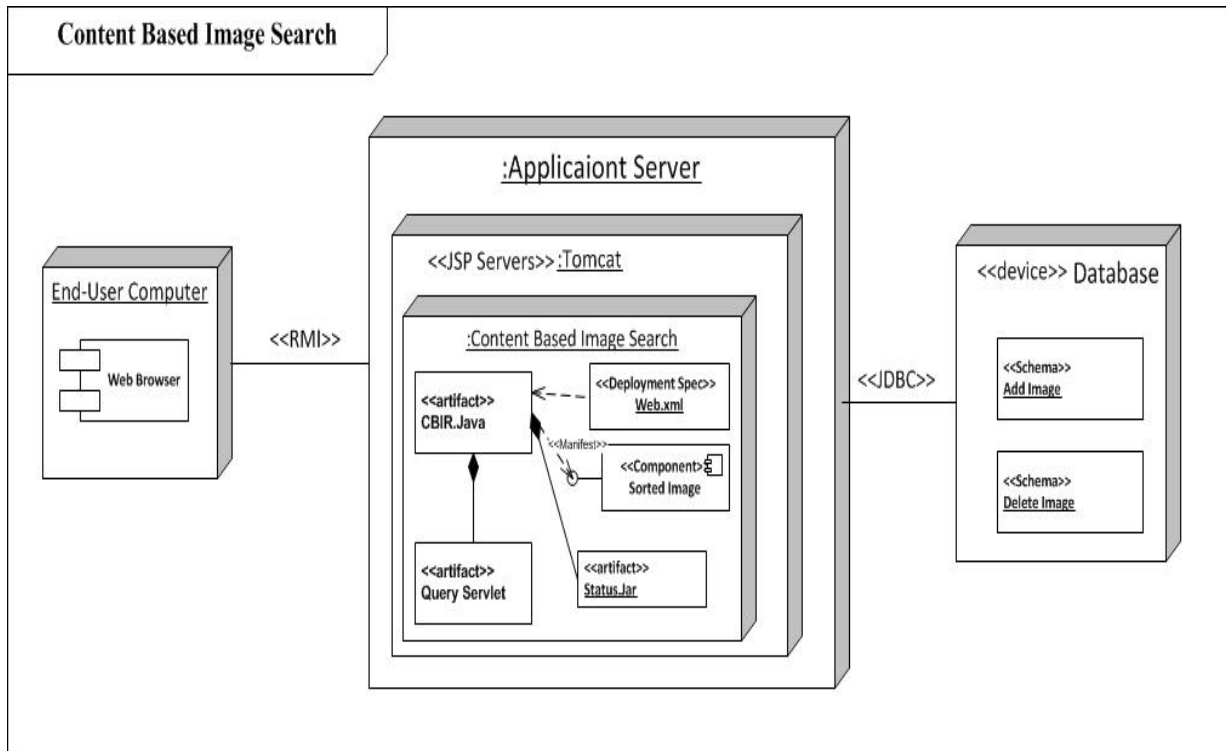 Content Based Image Search
:Applicaiont Server
<<JSP Servers>> :Tomcat
<<device>> Database
End-User Computer
:Content Based Image Search
<<RMI>>
Web Browser
<<artifact>>
CBIR.Java
<<Deployment Spec>>
Web.xml
<<JDBC>>
<<Schema>>
Add Image
<<Manifest>>
<<Component>
Sorted Image
<<Schema>>
Delete Image
<<artifact>>
Query Servlet
<<artifact>>
Status.Jar